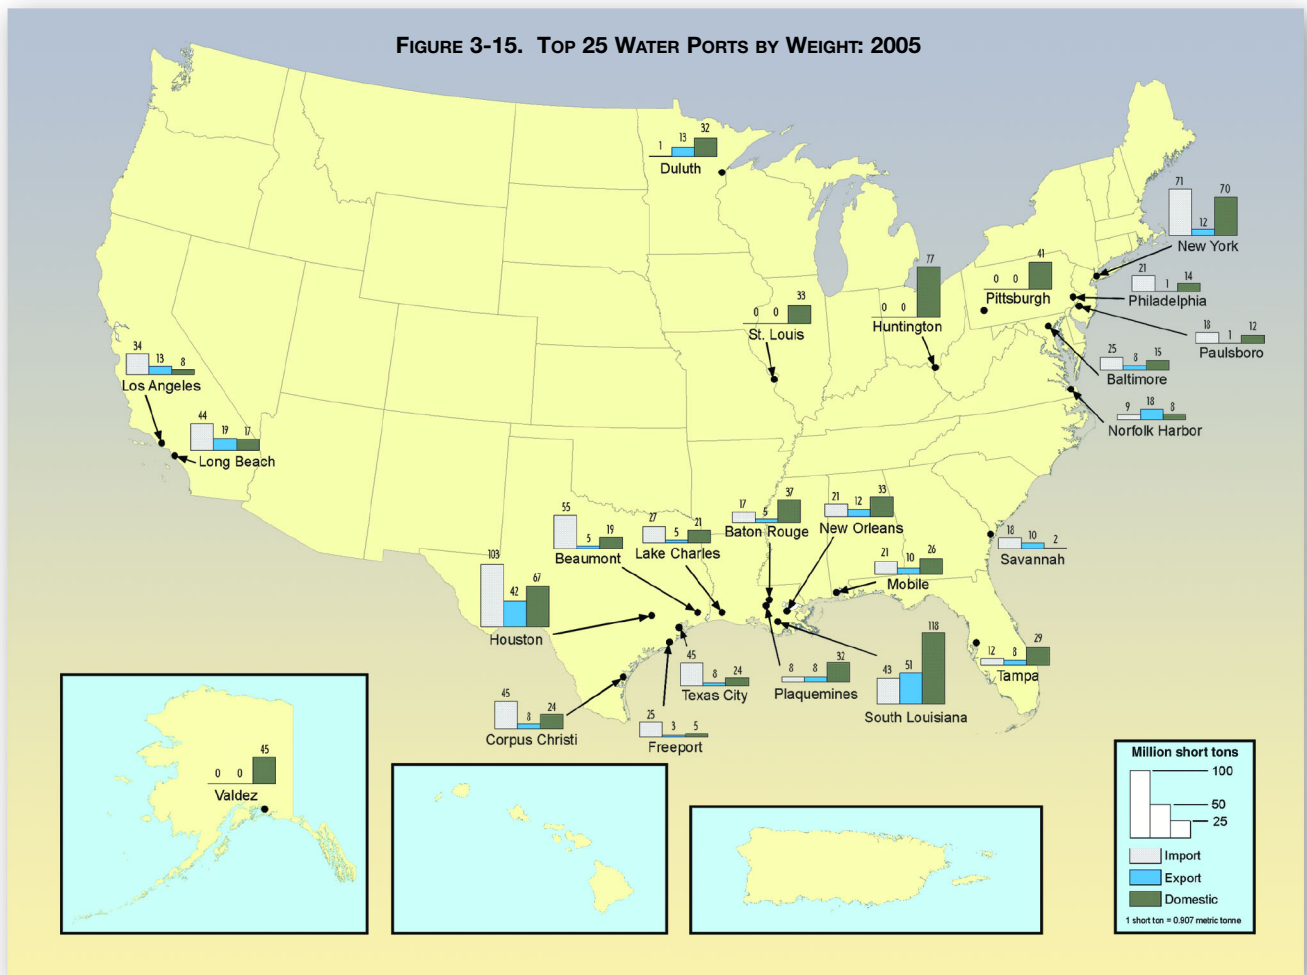 FIGURE 3-15. TOP 25 WATER PORTS BY WEIGHT: 2005
1 13 32
Duluth
71 12 70
New York
41
0 0
Pittsburgh
77
0 0
Huntington
21 1 14
Philadelphia
33
0 0
St. Louis
18 1 12
Paulsboro
34 13 8
Los Angeles
25 8 15
Baltimore
9 18 8
Norfolk Harbor
44 19 17
Long Beach
55 5 19
Beaumont
27 5 21
Lake Charles
17 5 37
Baton Rouge
21 12 33
New Orleans
18 10 2
Savannah
103 42 67
Houston
21 10 26
Mobile
45 8 24
Texas City
8 8 32
Plaquemines
43 51 118
South Louisiana
12 8 29
Tampa
45 8 24
Corpus Christi
25 3 5
Freeport
0 0 45
Valdez
Million short tons
100
50
25
Import
Export
Domestic
1 short ton = 0.907 metric tonne